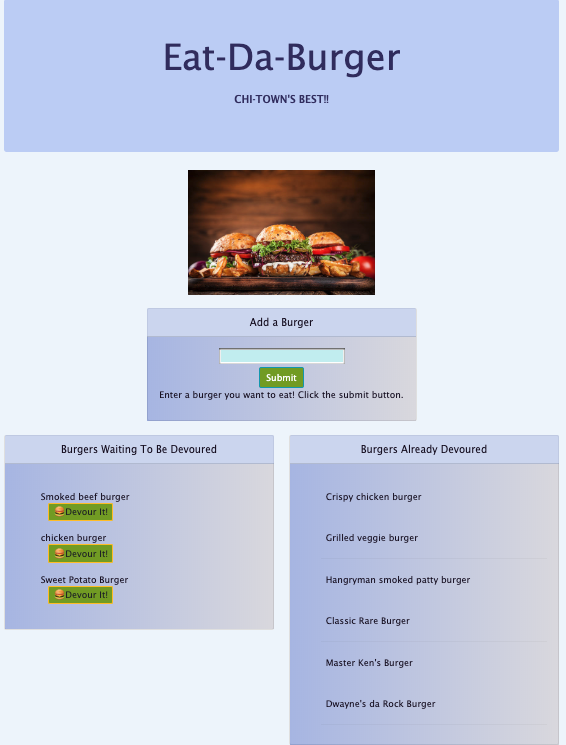 Eat-Da-Burger
CHI-TOWN'S BEST!!
Add a Burger
Submit
Enter a burger you want to eat! Click the submit button.
Burgers Waiting To Be Devoured
Smoked beef burger
Devour It!
chicken burger
Devour It!
Sweet Potato Burger
Devour It!
Burgers Already Devoured
Crispy chicken burger
Grilled veggie burger
Hangryman smoked patty burger
Classic Rare Burger
Master Ken's Burger
Dwayne's da Rock Burger